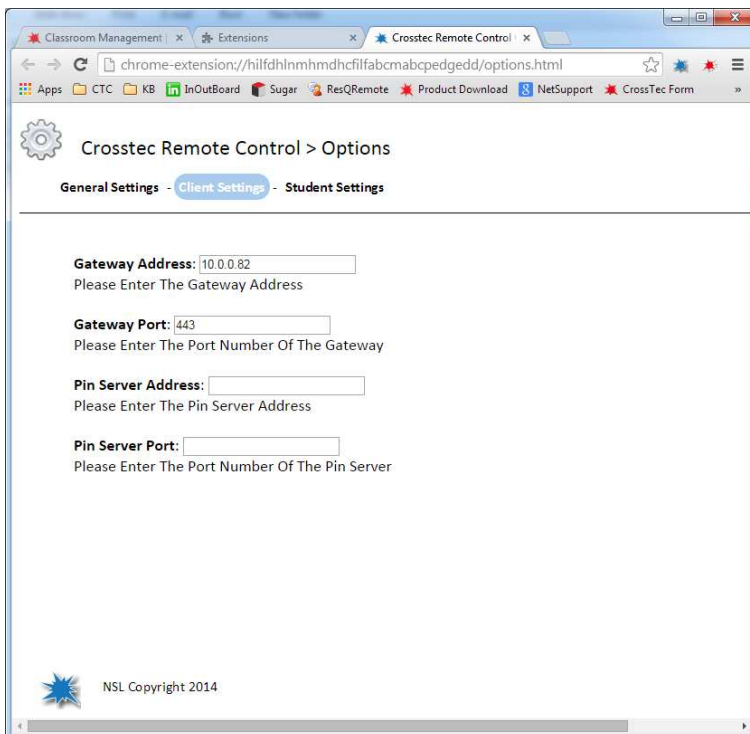 Classroom Management
Extensions
Crosstec Remote Control
chrome-extension://hilfdhlnmhmdhcfilfabcmabcpedgedd/options.html
Apps CTC KB InOutBoard Sugar ResQRemote Product Download NetSupport CrossTec Form »
Crosstec Remote Control > Options
General Settings - Client Settings - Student Settings
Gateway Address: 10.0.0.82
Please Enter The Gateway Address
Gateway Port: 443
Please Enter The Port Number Of The Gateway
Pin Server Address:
Please Enter The Pin Server Address
Pin Server Port:
Please Enter The Port Number Of The Pin Server
NSL Copyright 2014